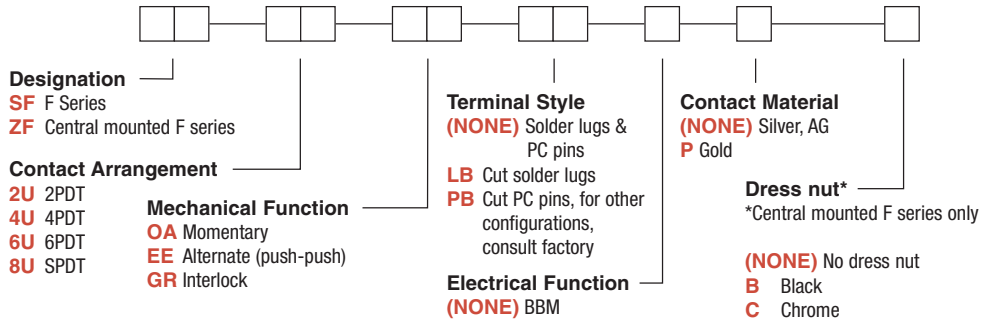 Designation
SF F Series
ZF Central mounted F series
Contact Arrangement
2U 2PDT
4U 4PDT
6U 6PDT
8U SPDT
Mechanical Function
OA Momentary
EE Alternate (push-push)
GR Interlock
Terminal Style
(NONE) Solder lugs &
PC pins
LB Cut solder lugs
PB Cut PC pins, for other
configurations,
consult factory
Electrical Function
(NONE) BBM
Contact Material
(NONE) Silver, AG
P Gold
Dress nut*
*Central mounted F series only
(NONE) No dress nut
B Black
C Chrome